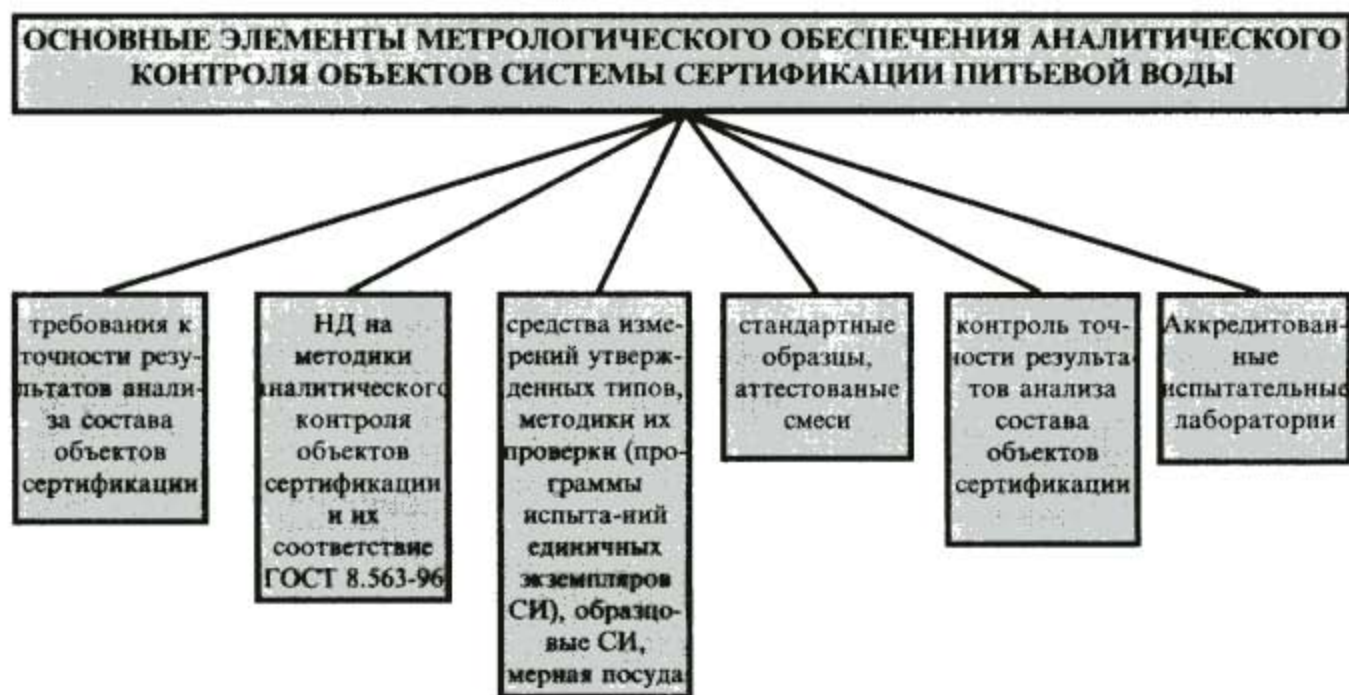 ОСНОВНЫЕ ЭЛЕМЕНТЫ МЕТРОЛОГИЧЕСКОГО ОБЕСПЕЧЕНИЯ АНАЛИТИЧЕСКОГО
КОНТРОЛЯ ОБЪЕКТОВ СИСТЕМЫ СЕРТИФИКАЦИИ ПИТЬЕВОЙ ВОДЫ
требования к
точности резу-
льтатов анали-
за состава
объектов
сертификации
НД на
методики
аналитического
контроля
объектов
сертификации
и их
соответствие
ГОСТ 8.563-96
средства изме-
рений утверж-
денных типов,
методики их
проверки (про-
граммы
испыта-ний
единичных
экземпляров
СИ), образцо-
вые СИ,
мерная посуда
стандартные
образцы,
аттестованые
смеси
контроль точ-
ности результа-
тов анализа
состава
объектов
сертификации
Аккредитован-
ные
испытательные
лаборатории